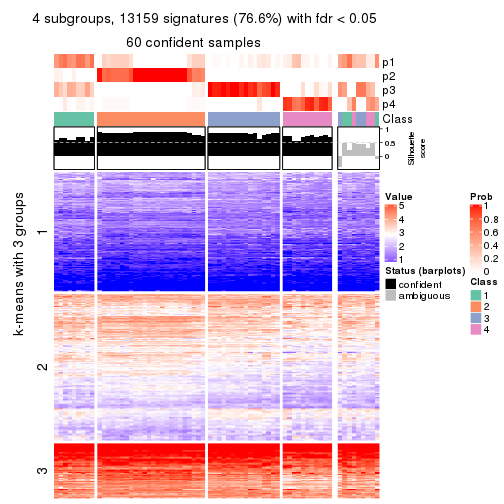 4 subgroups, 13159 signatures (76.6%) with fdr < 0.05
60 confident samples
p1
p2
p3
p4
Class
1
0.5
0
Silhouette
score
k-means with 3 groups
1
2
3
Value
5
4
3
2
1
Status (barplots)
confident
ambiguous
Prob
1
0.8
0.6
0.4
0.2
0
Class
1
2
3
4